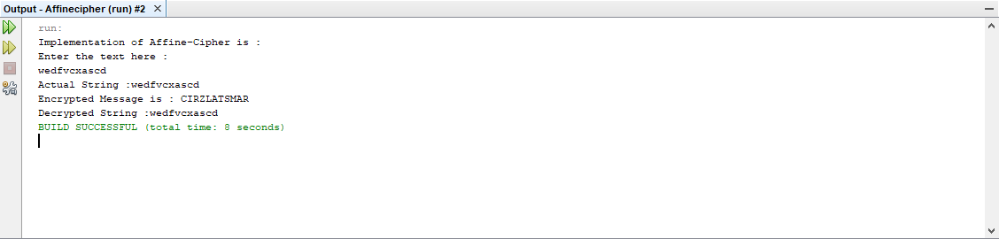 Output - Affinecipher (run) #2
run:
Implementation of Affine-Cipher is :
Enter the text here :
wedfvcxascd
Actual String :wedfvcxascd
Encrypted Message is : CIRZLATSMAR
Decrypted String :wedfvcxascd
BUILD SUCCESSFUL (total time: 8 seconds)